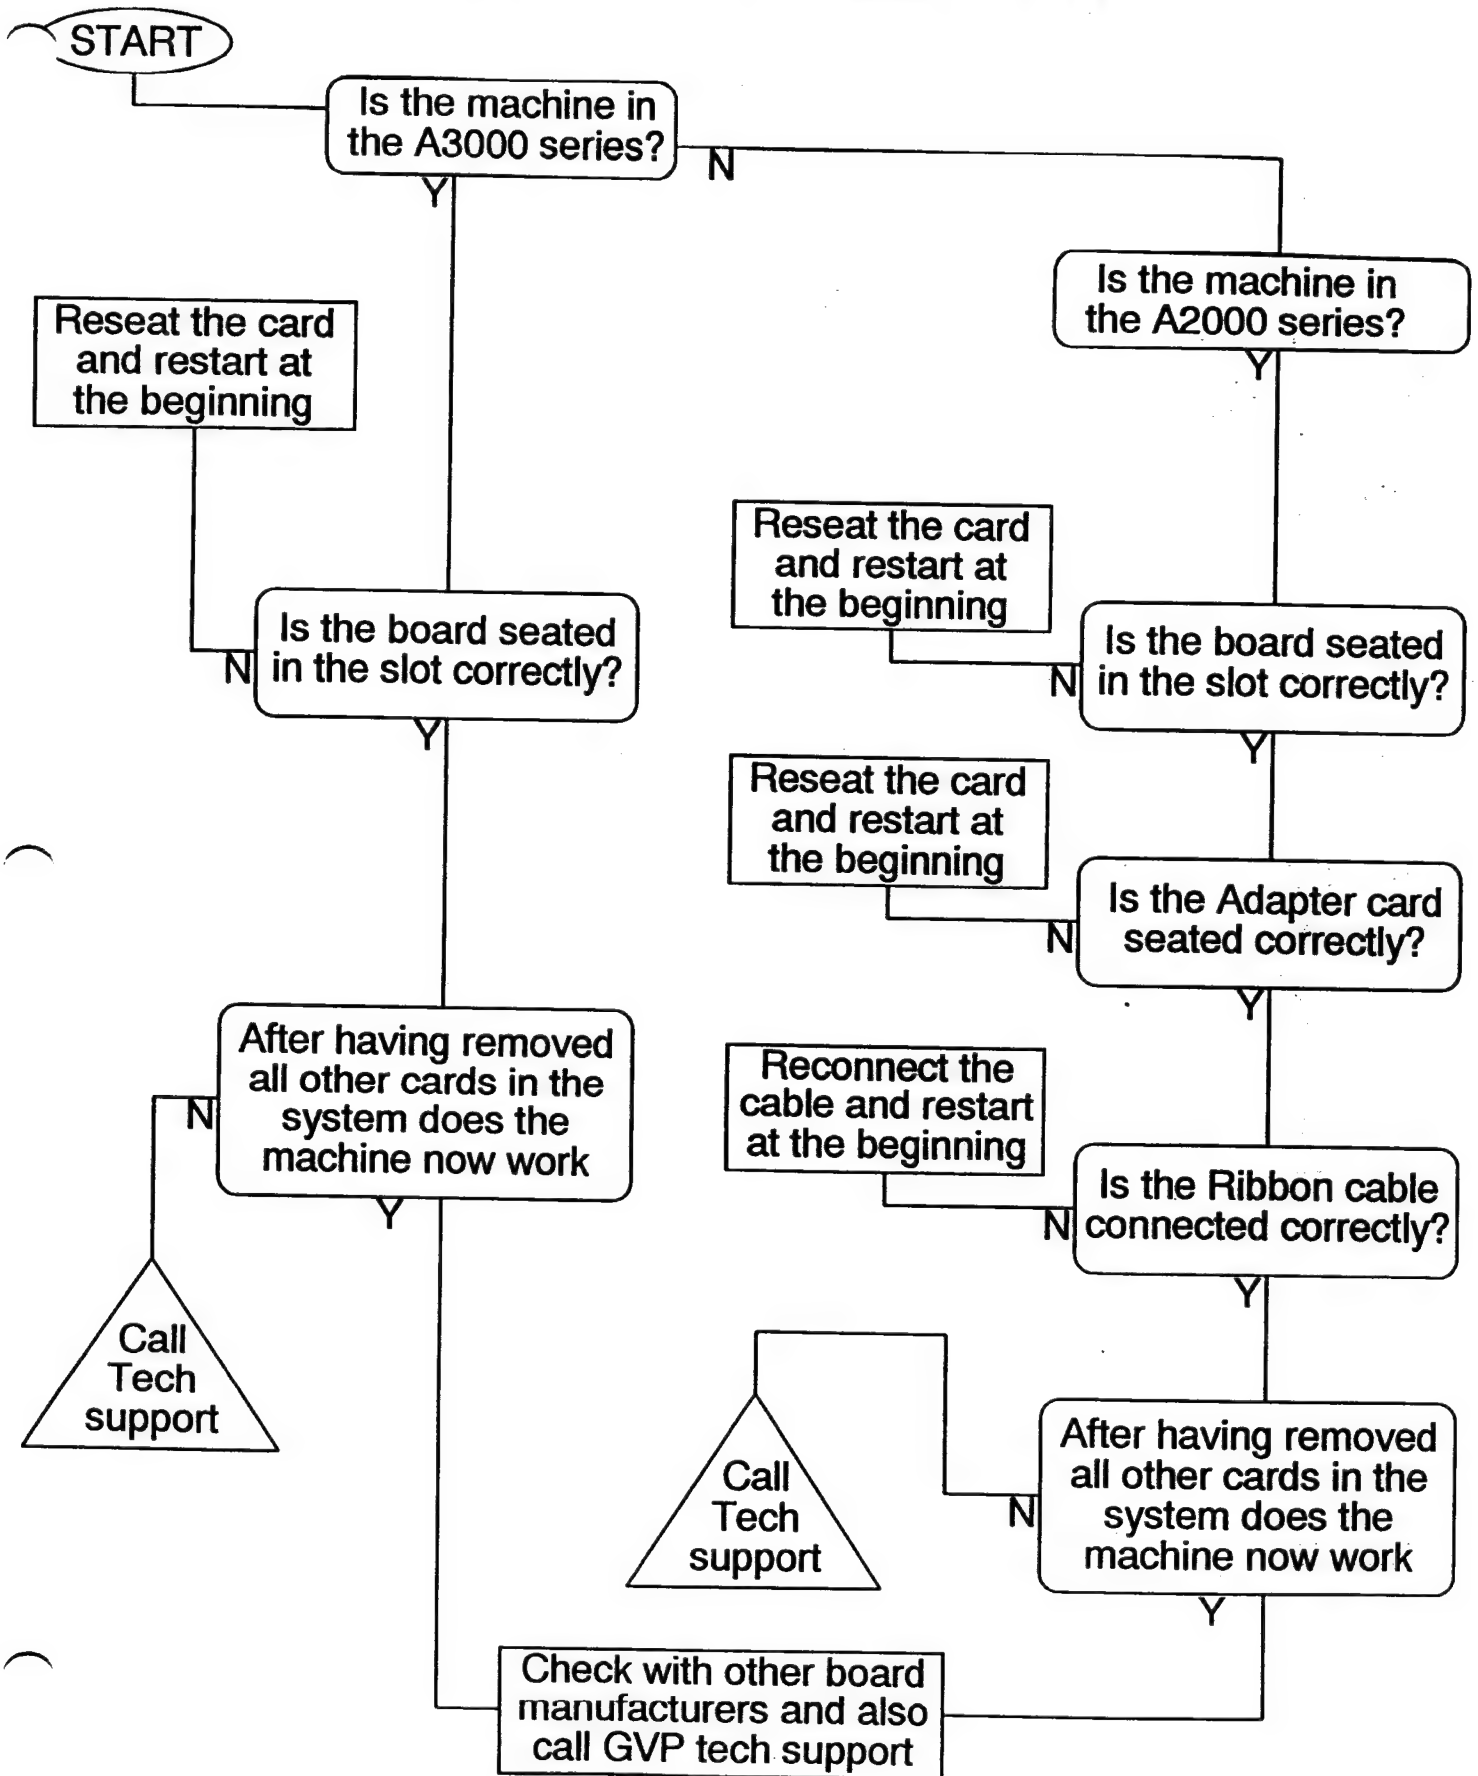 START
Is the machine in
the A3000 series?
Y
N
Is the machine in
the A2000 series?
Y
Reseat the card
and restart at
the beginning
N
Is the board seated
in the slot correctly?
Y
Reseat the card
and restart at
the beginning
N
Is the board seated
in the slot correctly?
Y
Reseat the card
and restart at
the beginning
N
Is the Adapter card
seated correctly?
Y
After having removed
all other cards in the
system does the
machine now work
N
Y
Call
Tech
support
Reconnect the
cable and restart
at the beginning
N
Is the Ribbon cable
connected correctly?
Y
Call
Tech
support
N
After having removed
all other cards in the
system does the
machine now work
Y
Check with other board
manufacturers and also
call GVP tech support